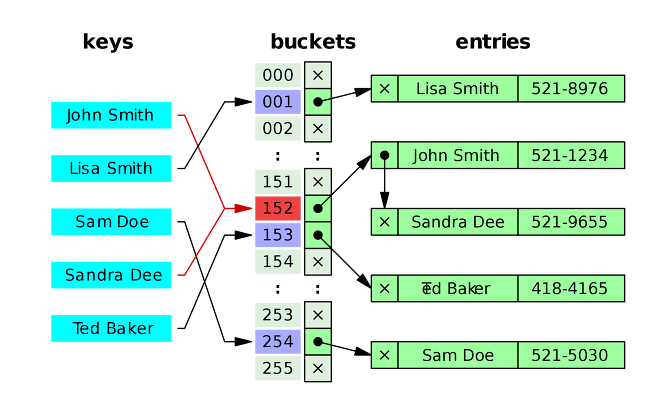 keys
buckets
entries
John Smith
Lisa Smith
Sam Doe
Sandra Dee
Ted Baker
000 ×
001
002 ×
: :
151 ×
152
153
154 ×
: :
253 ×
254
255 ×
× Lisa Smith 521-8976
John Smith 521-1234
× Sandra Dee 521-9655
× Ted Baker 418-4165
× Sam Doe 521-5030